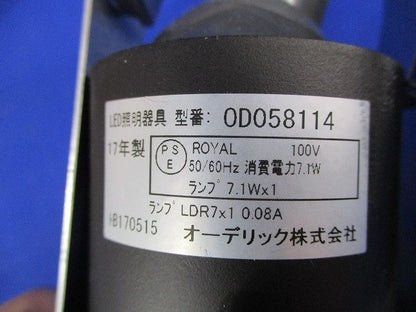 LED照明器具 型番: OD058114
17年製
PS E ROYAL 100V
50/60Hz 消費電力7.1W
ランプ 7.1W×1
ランプ LDR7x1 0.08A
HB170515 オーデリック株式会社